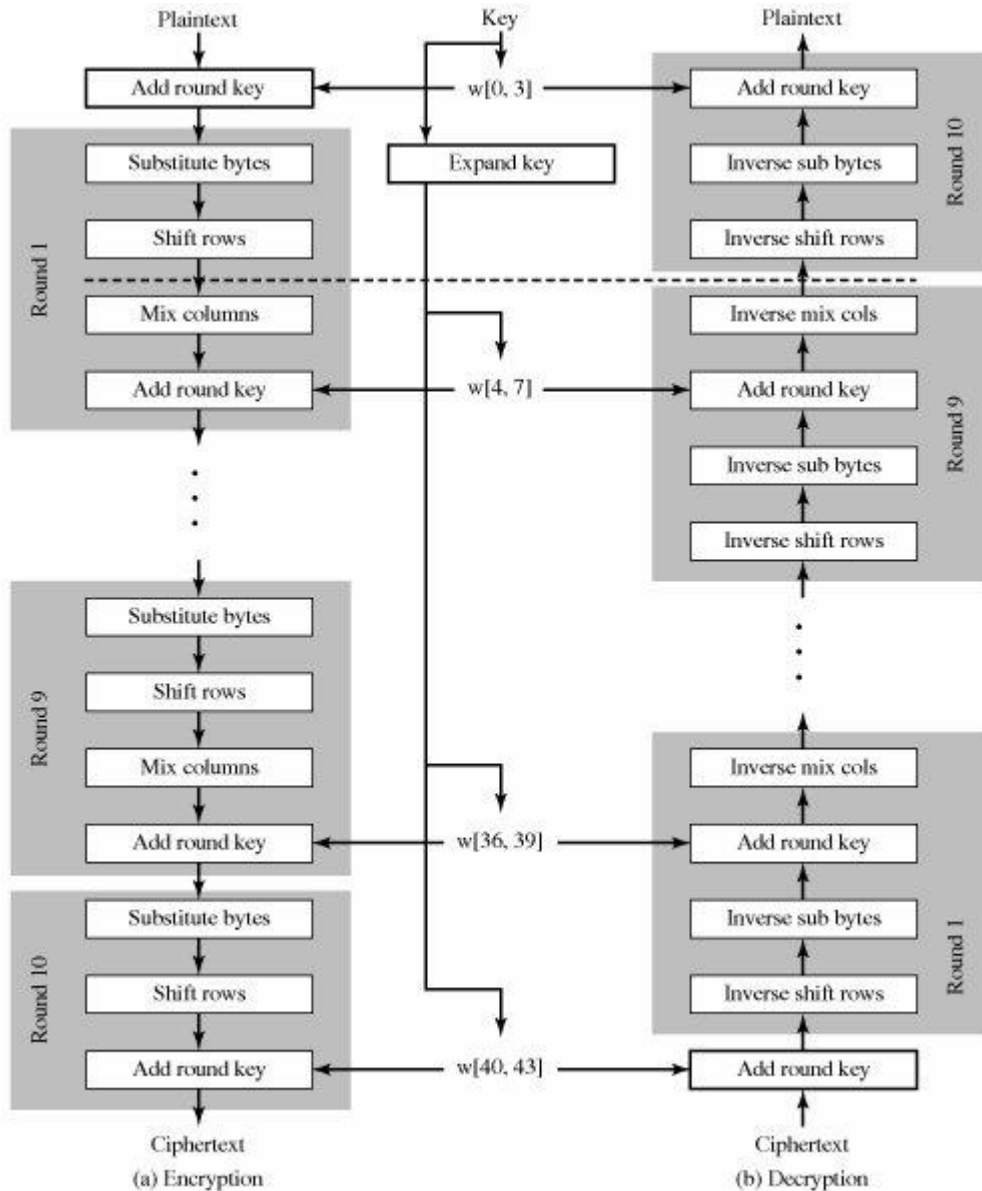 Plaintext
Add round key
Round 1
Substitute bytes
Shift rows
Mix columns
Add round key
Round 9
Substitute bytes
Shift rows
Mix columns
Add round key
Round 10
Substitute bytes
Shift rows
Add round key
Ciphertext
(a) Encryption
Key
w[0, 3]
Expand key
w[4, 7]
w[36, 39]
w[40, 43]
Plaintext
Add round key
Inverse sub bytes
Inverse shift rows
Round 10
Inverse mix cols
Add round key
Inverse sub bytes
Inverse shift rows
Round 9
Inverse mix cols
Add round key
Inverse sub bytes
Inverse shift rows
Round 1
Add round key
Ciphertext
(b) Decryption